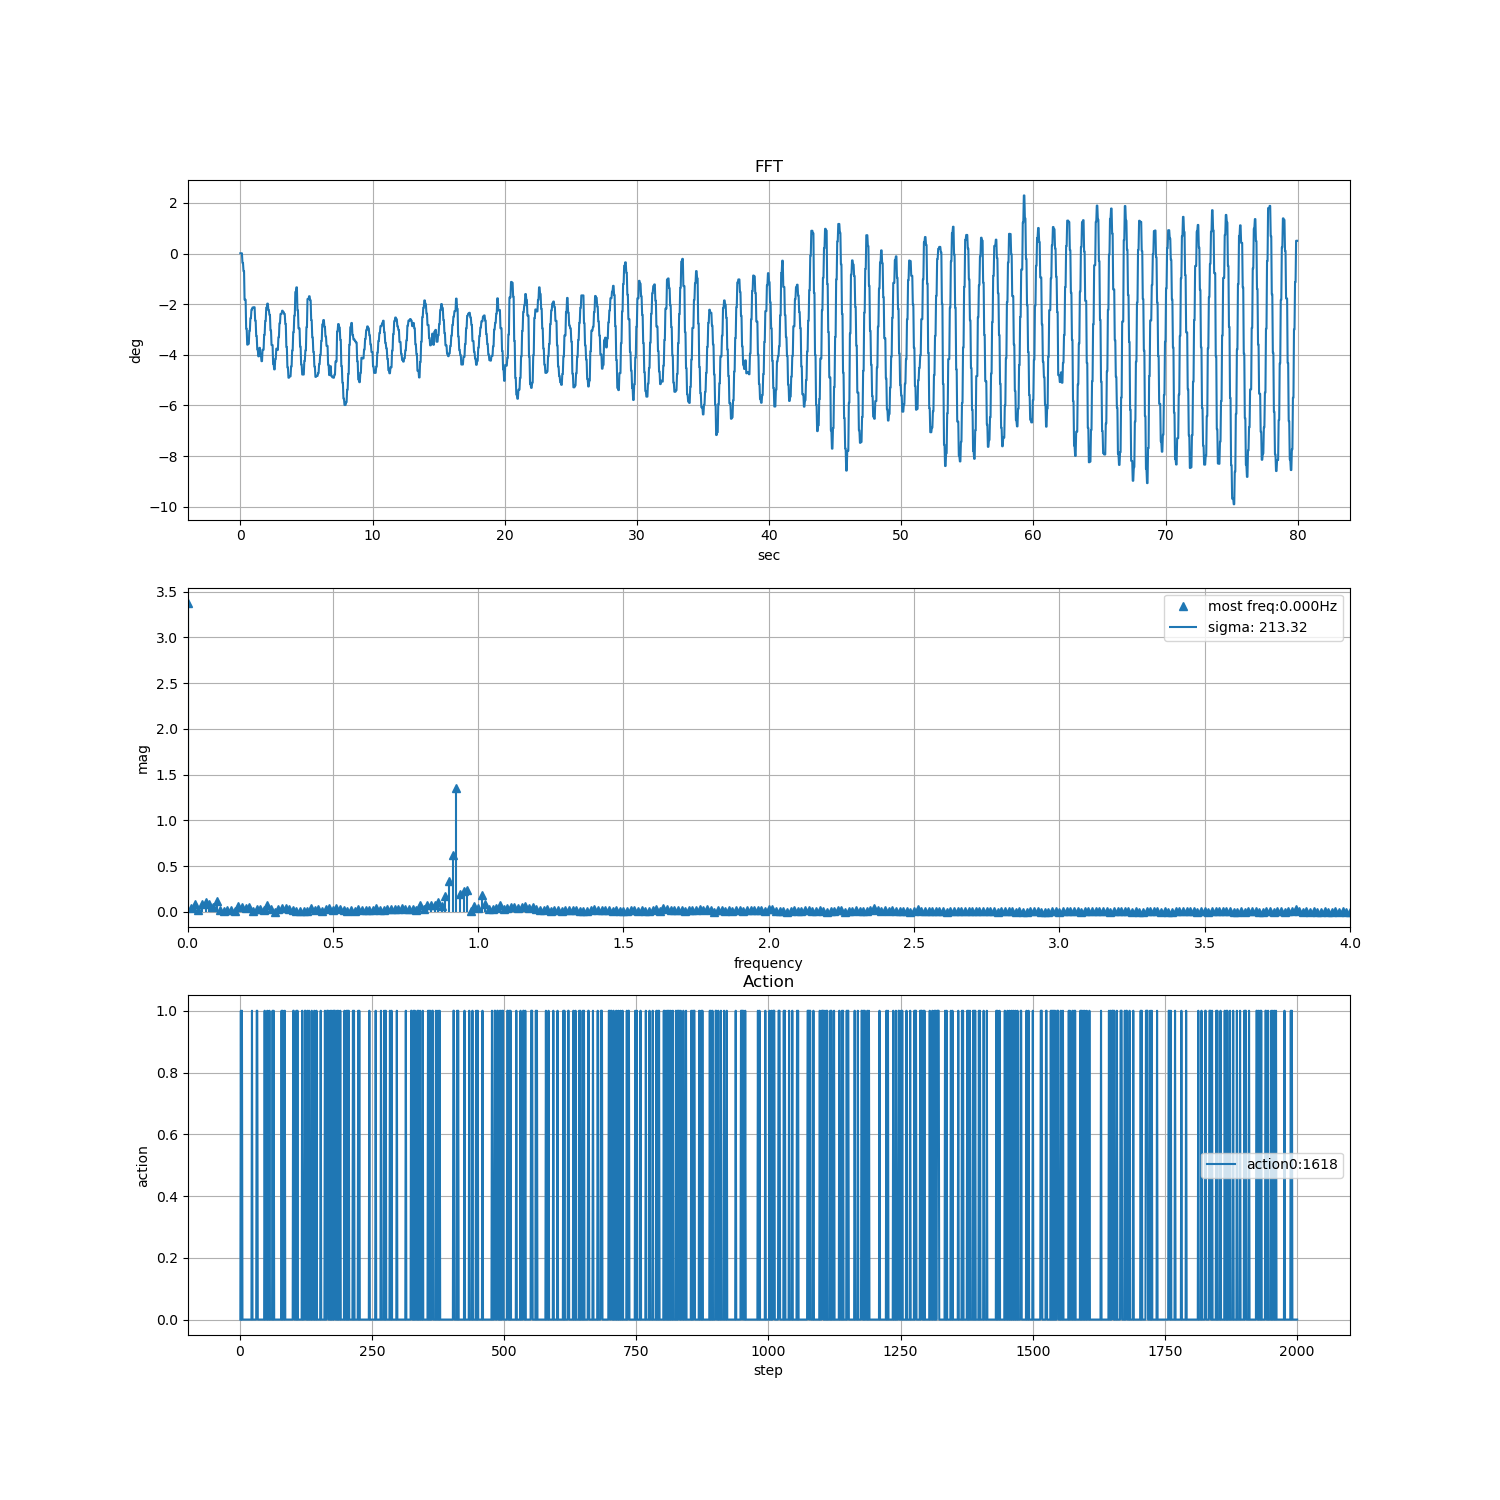 FFT
2
0
−2
−4
−6
−8
−10
deg
0 10 20 30 40 50 60 70 80
sec
3.5
3.0
2.5
2.0
1.5
1.0
0.5
0.0
mag
most freq:0.000Hz
sigma: 213.32
0.0 0.5 1.0 1.5 2.0 2.5 3.0 3.5 4.0
frequency
Action
1.0
0.8
0.6
0.4
0.2
0.0
action
action0:1618
0 250 500 750 1000 1250 1500 1750 2000
step